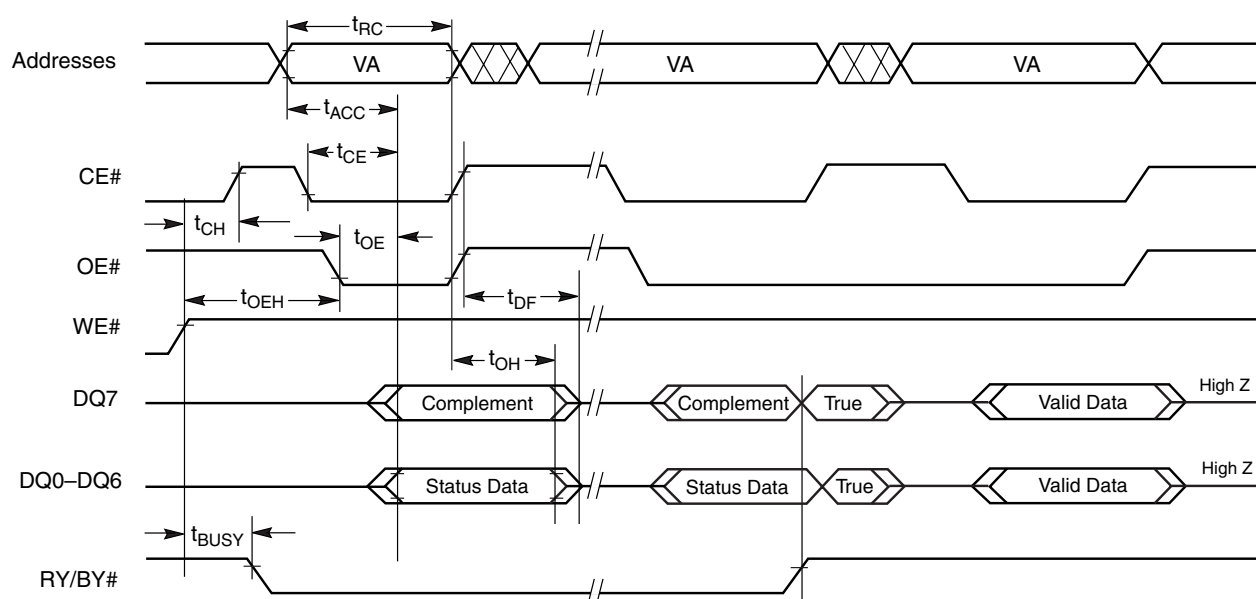 tRC
Addresses VA VA VA
tACC
tCE
CE#
tCH
tOE
OE#
tOEH tDF
WE#
tOH
DQ7 Complement Complement True Valid Data High Z
DQ0–DQ6 Status Data Status Data True Valid Data High Z
tBUSY
RY/BY#